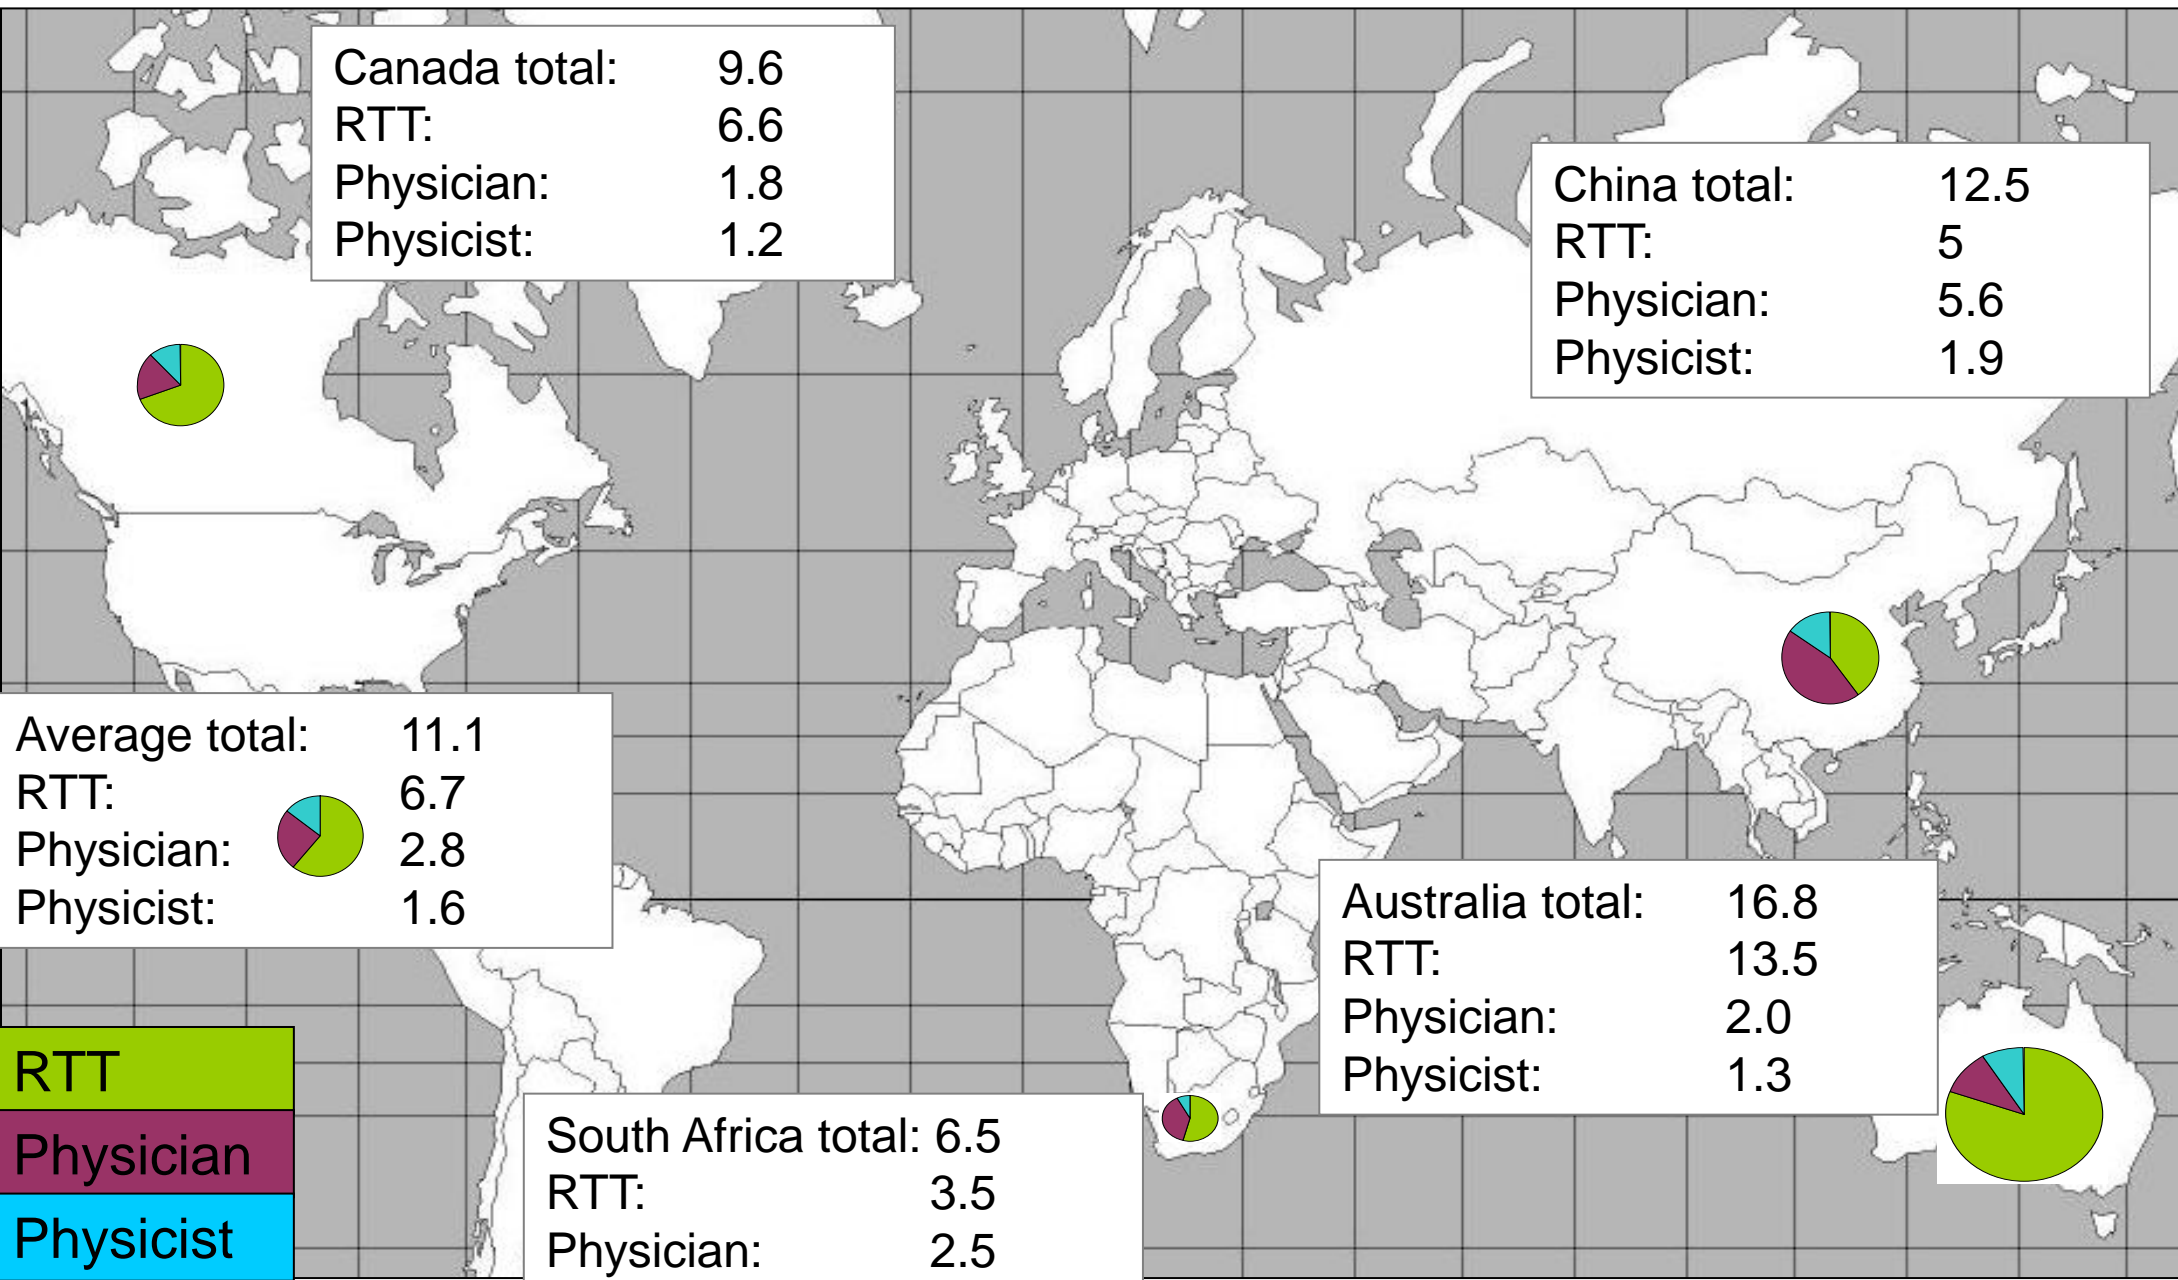 Canada total: 9.6
RTT: 6.6
Physician: 1.8
Physicist: 1.2
China total: 12.5
RTT: 5
Physician: 5.6
Physicist: 1.9
Average total: 11.1
RTT: 6.7
Physician: 2.8
Physicist: 1.6
Australia total: 16.8
RTT: 13.5
Physician: 2.0
Physicist: 1.3
RTT
Physician
Physicist
South Africa total: 6.5
RTT: 3.5
Physician: 2.5